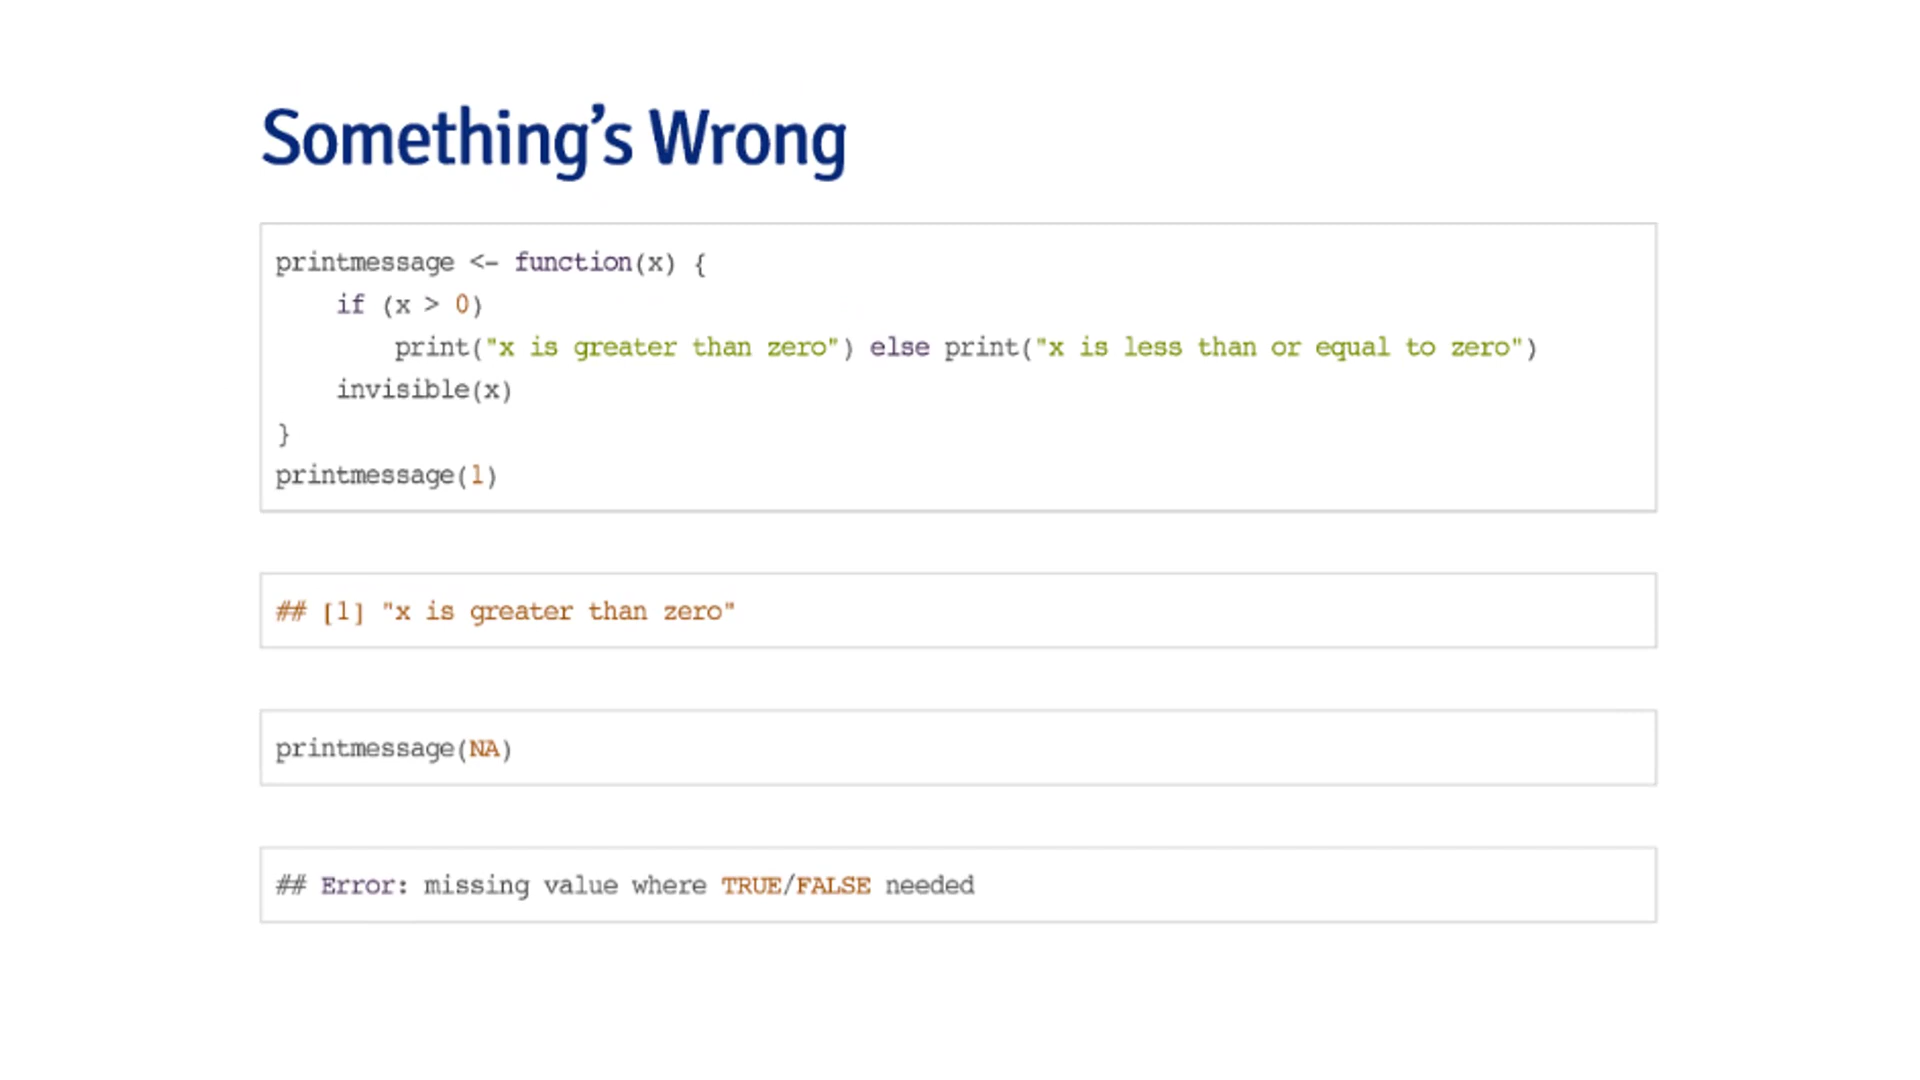 Something’s Wrong
printmessage <- function(x) {
    if (x > 0)
        print("x is greater than zero") else print("x is less than or equal to zero")
    invisible(x)
}
printmessage(1)
## [1] "x is greater than zero"
printmessage(NA)
## Error: missing value where TRUE/FALSE needed